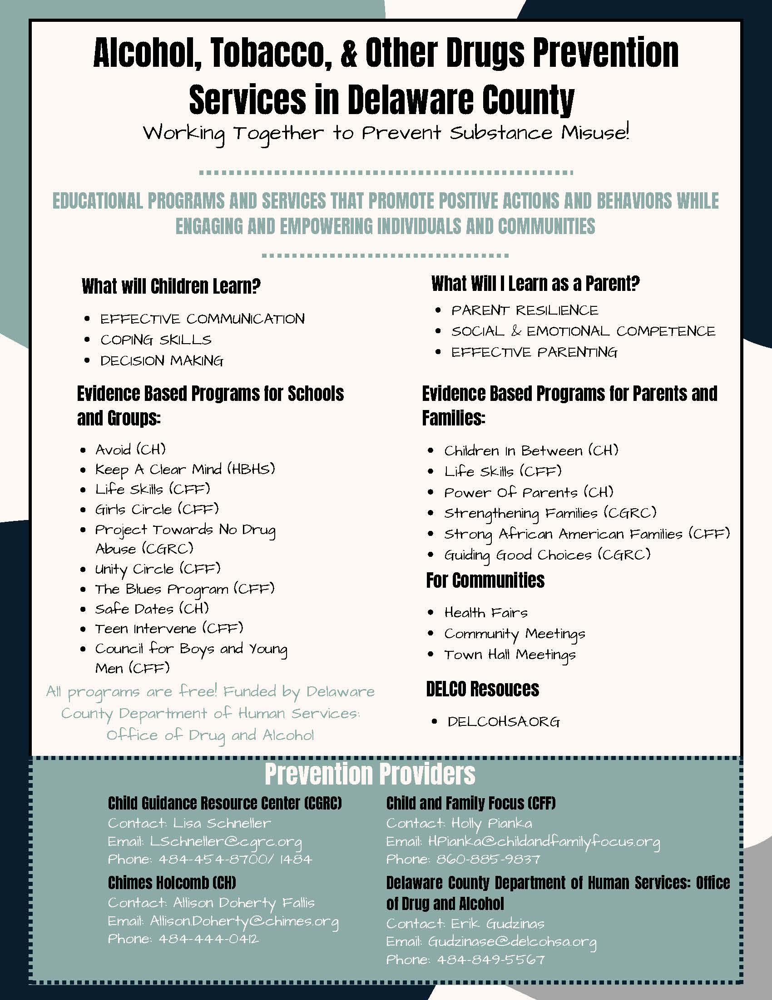 Alcohol, Tobacco, & Other Drugs Prevention
Services in Delaware County
Working Together to Prevent Substance Misuse!
EDUCATIONAL PROGRAMS AND SERVICES THAT PROMOTE POSITIVE ACTIONS AND BEHAVIORS WHILE
ENGAGING AND EMPOWERING INDIVIDUALS AND COMMUNITIES
What will Children Learn?
• EFFECTIVE COMMUNICATION
• COPING SKILLS
• DECISION MAKING
Evidence Based Programs for Schools
and Groups:
• Avoid (CH)
• Keep A Clear Mind (HBHS)
• Life Skills (CFF)
• Girls Circle (CFF)
• Project Towards No Drug
Abuse (CGRC)
• Unity Circle (CFF)
• The Blues Program (CFF)
• Safe Dates (CH)
• Teen Intervene (CFF)
• Council for Boys and Young
Men (CFF)
All programs are free! Funded by Delaware
County Department of Human Services:
Office of Drug and Alcohol
What Will I Learn as a Parent?
• PARENT RESILIENCE
• SOCIAL & EMOTIONAL COMPETENCE
• EFFECTIVE PARENTING
Evidence Based Programs for Parents and
Families:
• Children In Between (CH)
• Life Skills (CFF)
• Power Of Parents (CH)
• Strengthening Families (CGRC)
• Strong African American Families (CFF)
• Guiding Good Choices (CGRC)
For Communities
• Health Fairs
• Community Meetings
• Town Hall Meetings
DELCO Resouces
• DELCOHSA.ORG
Prevention Providers
Child Guidance Resource Center (CGRC)
Contact: Lisa Schneller
Email: LSchneller@cgrc.org
Phone: 484-454-8700/ 1484
Chimes Holcomb (CH)
Contact: Allison Doherty Fallis
Email: Allison.Doherty@chimes.org
Phone: 484-444-0412
Child and Family Focus (CFF)
Contact: Holly Pianka
Email: HPianka@childandfamilyfocus.org
Phone: 860-885-9837
Delaware County Department of Human Services: Office
of Drug and Alcohol
Contact: Erik Gudzinas
Email: Gudzinase@delcohsa.org
Phone: 484-849-5567